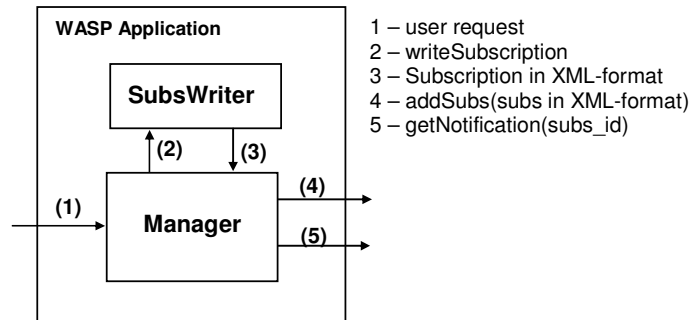 WASP Application
SubsWriter
(2)
(3)
(1)
Manager
(4)
(5)
1 – user request
2 – writeSubscription
3 – Subscription in XML-format
4 – addSubs(subs in XML-format)
5 – getNotification(subs_id)